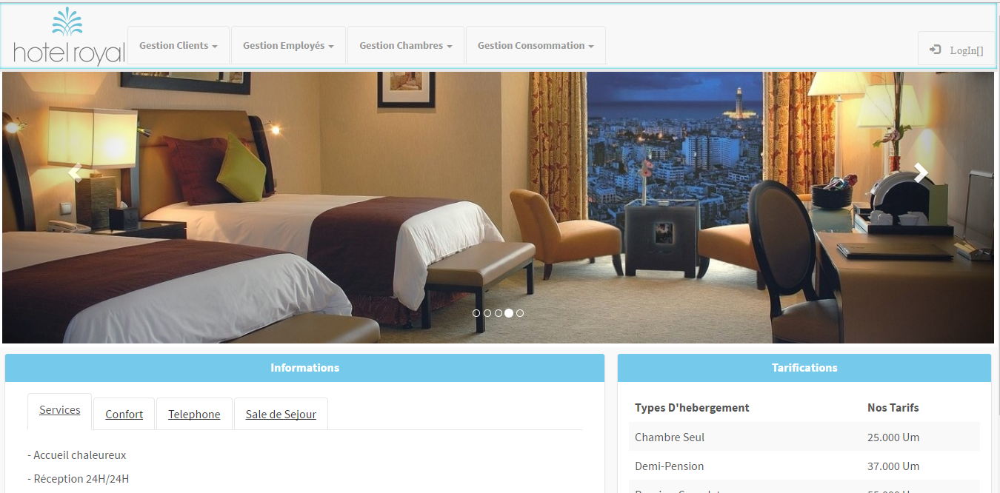 hotel royal
Gestion Clients
Gestion Employés
Gestion Chambres
Gestion Consommation
LogIn[]
Informations
Services
Confort
Telephone
Sale de Sejour
- Accueil chaleureux
- Réception 24H/24H
Tarifications
Types D'hebergement Nos Tarifs
Chambre Seul 25.000 Um
Demi-Pension 37.000 Um